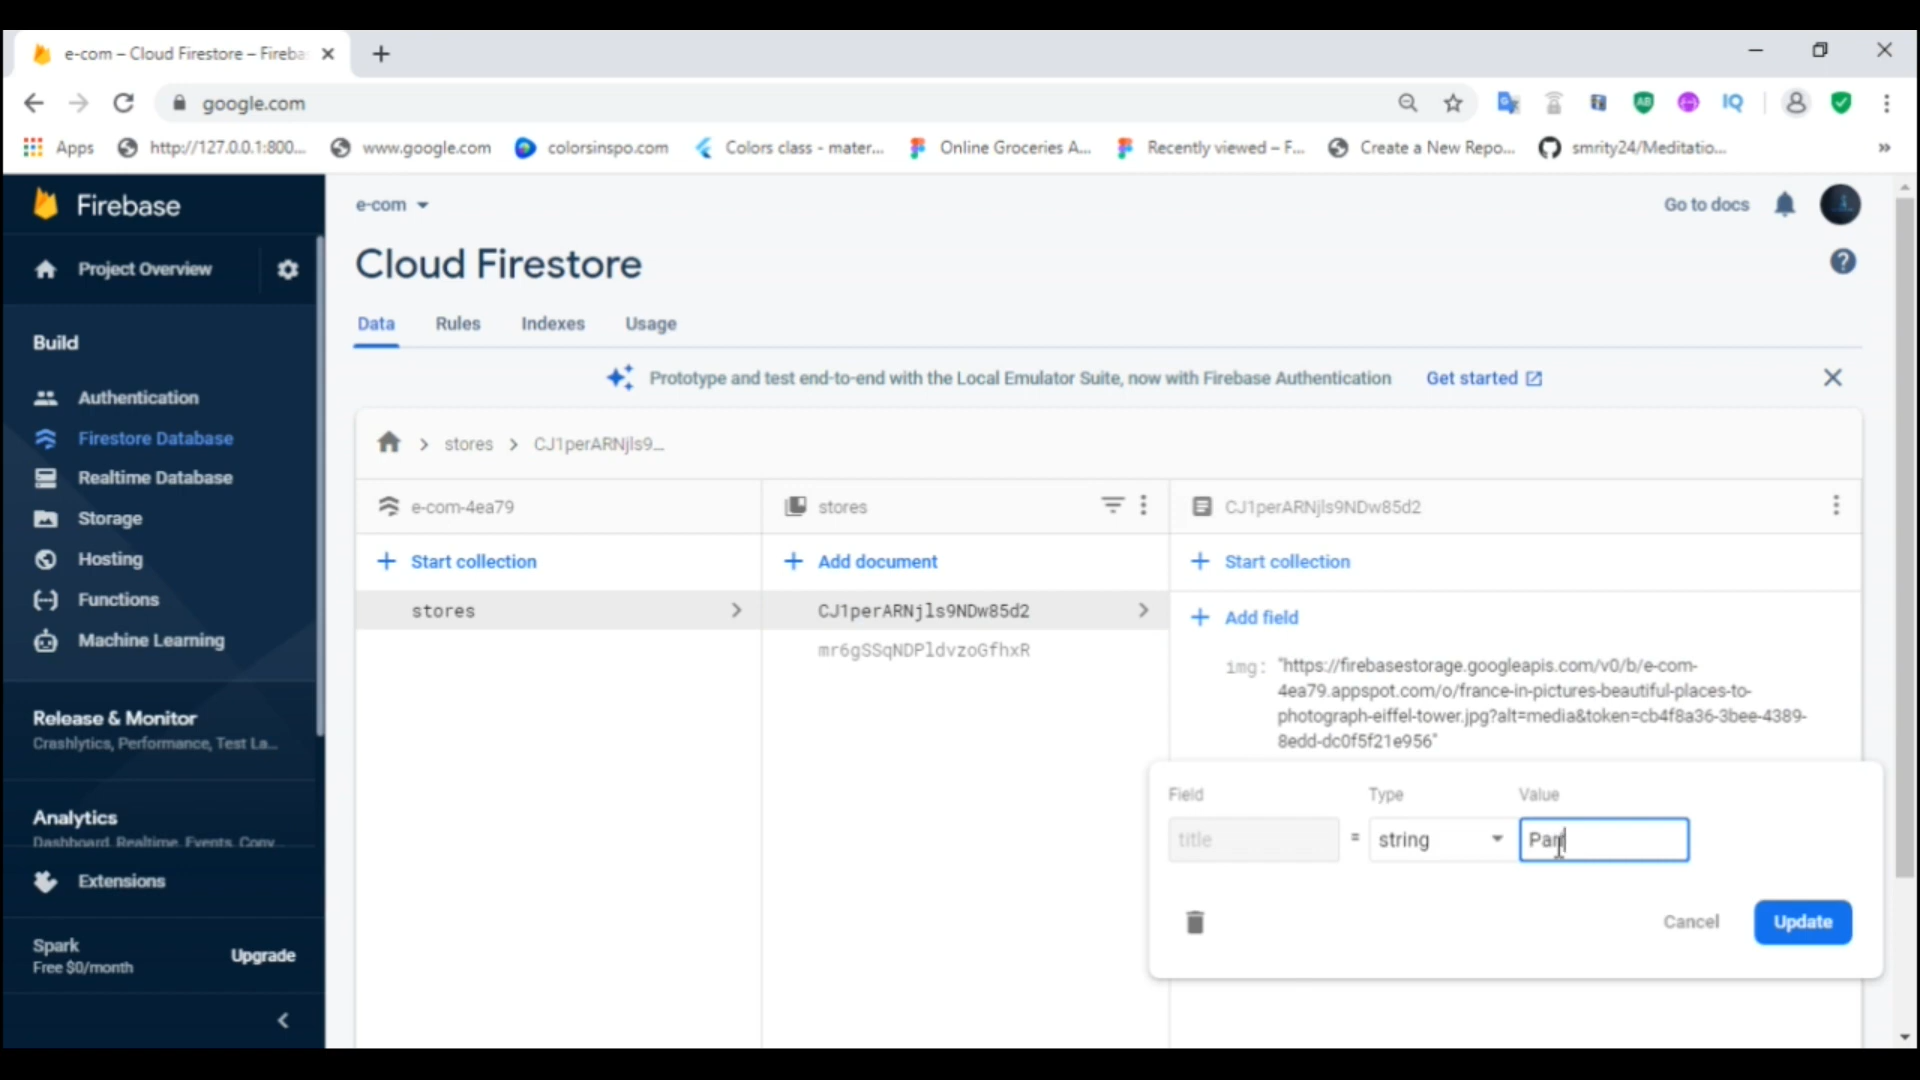 e-com – Cloud Firestore – Fireba
google.com
Apps http://127.0.0.1:800... www.google.com colorsinspo.com Colors class - mater... Online Groceries A... Recently viewed – F... Create a New Repo... smrity24/Meditatio... »
Firebase
Project Overview
Build
Authentication
Firestore Database
Realtime Database
Storage
Hosting
Functions
Machine Learning
Release & Monitor
Crashlytics, Performance, Test La...
Analytics
Dashboard, Realtime, Events, Conv...
Extensions
Spark
Free $0/month
Upgrade
e-com
Go to docs
Cloud Firestore
Data Rules Indexes Usage
Prototype and test end-to-end with the Local Emulator Suite, now with Firebase Authentication Get started
stores > CJ1perARNjls9...
e-com-4ea79
+ Start collection
stores
stores
+ Add document
CJ1perARNjls9NDw85d2
mr6gSSqNDPldvzoGfhxR
CJ1perARNjls9NDw85d2
+ Start collection
+ Add field
img: "https://firebasestorage.googleapis.com/v0/b/e-com-
4ea79.appspot.com/o/france-in-pictures-beautiful-places-to-
photograph-eiffel-tower.jpg?alt=media&token=cb4f8a36-3bee-4389-
8edd-dc0f5f21e956"
Field Type Value
title = string
Cancel Update